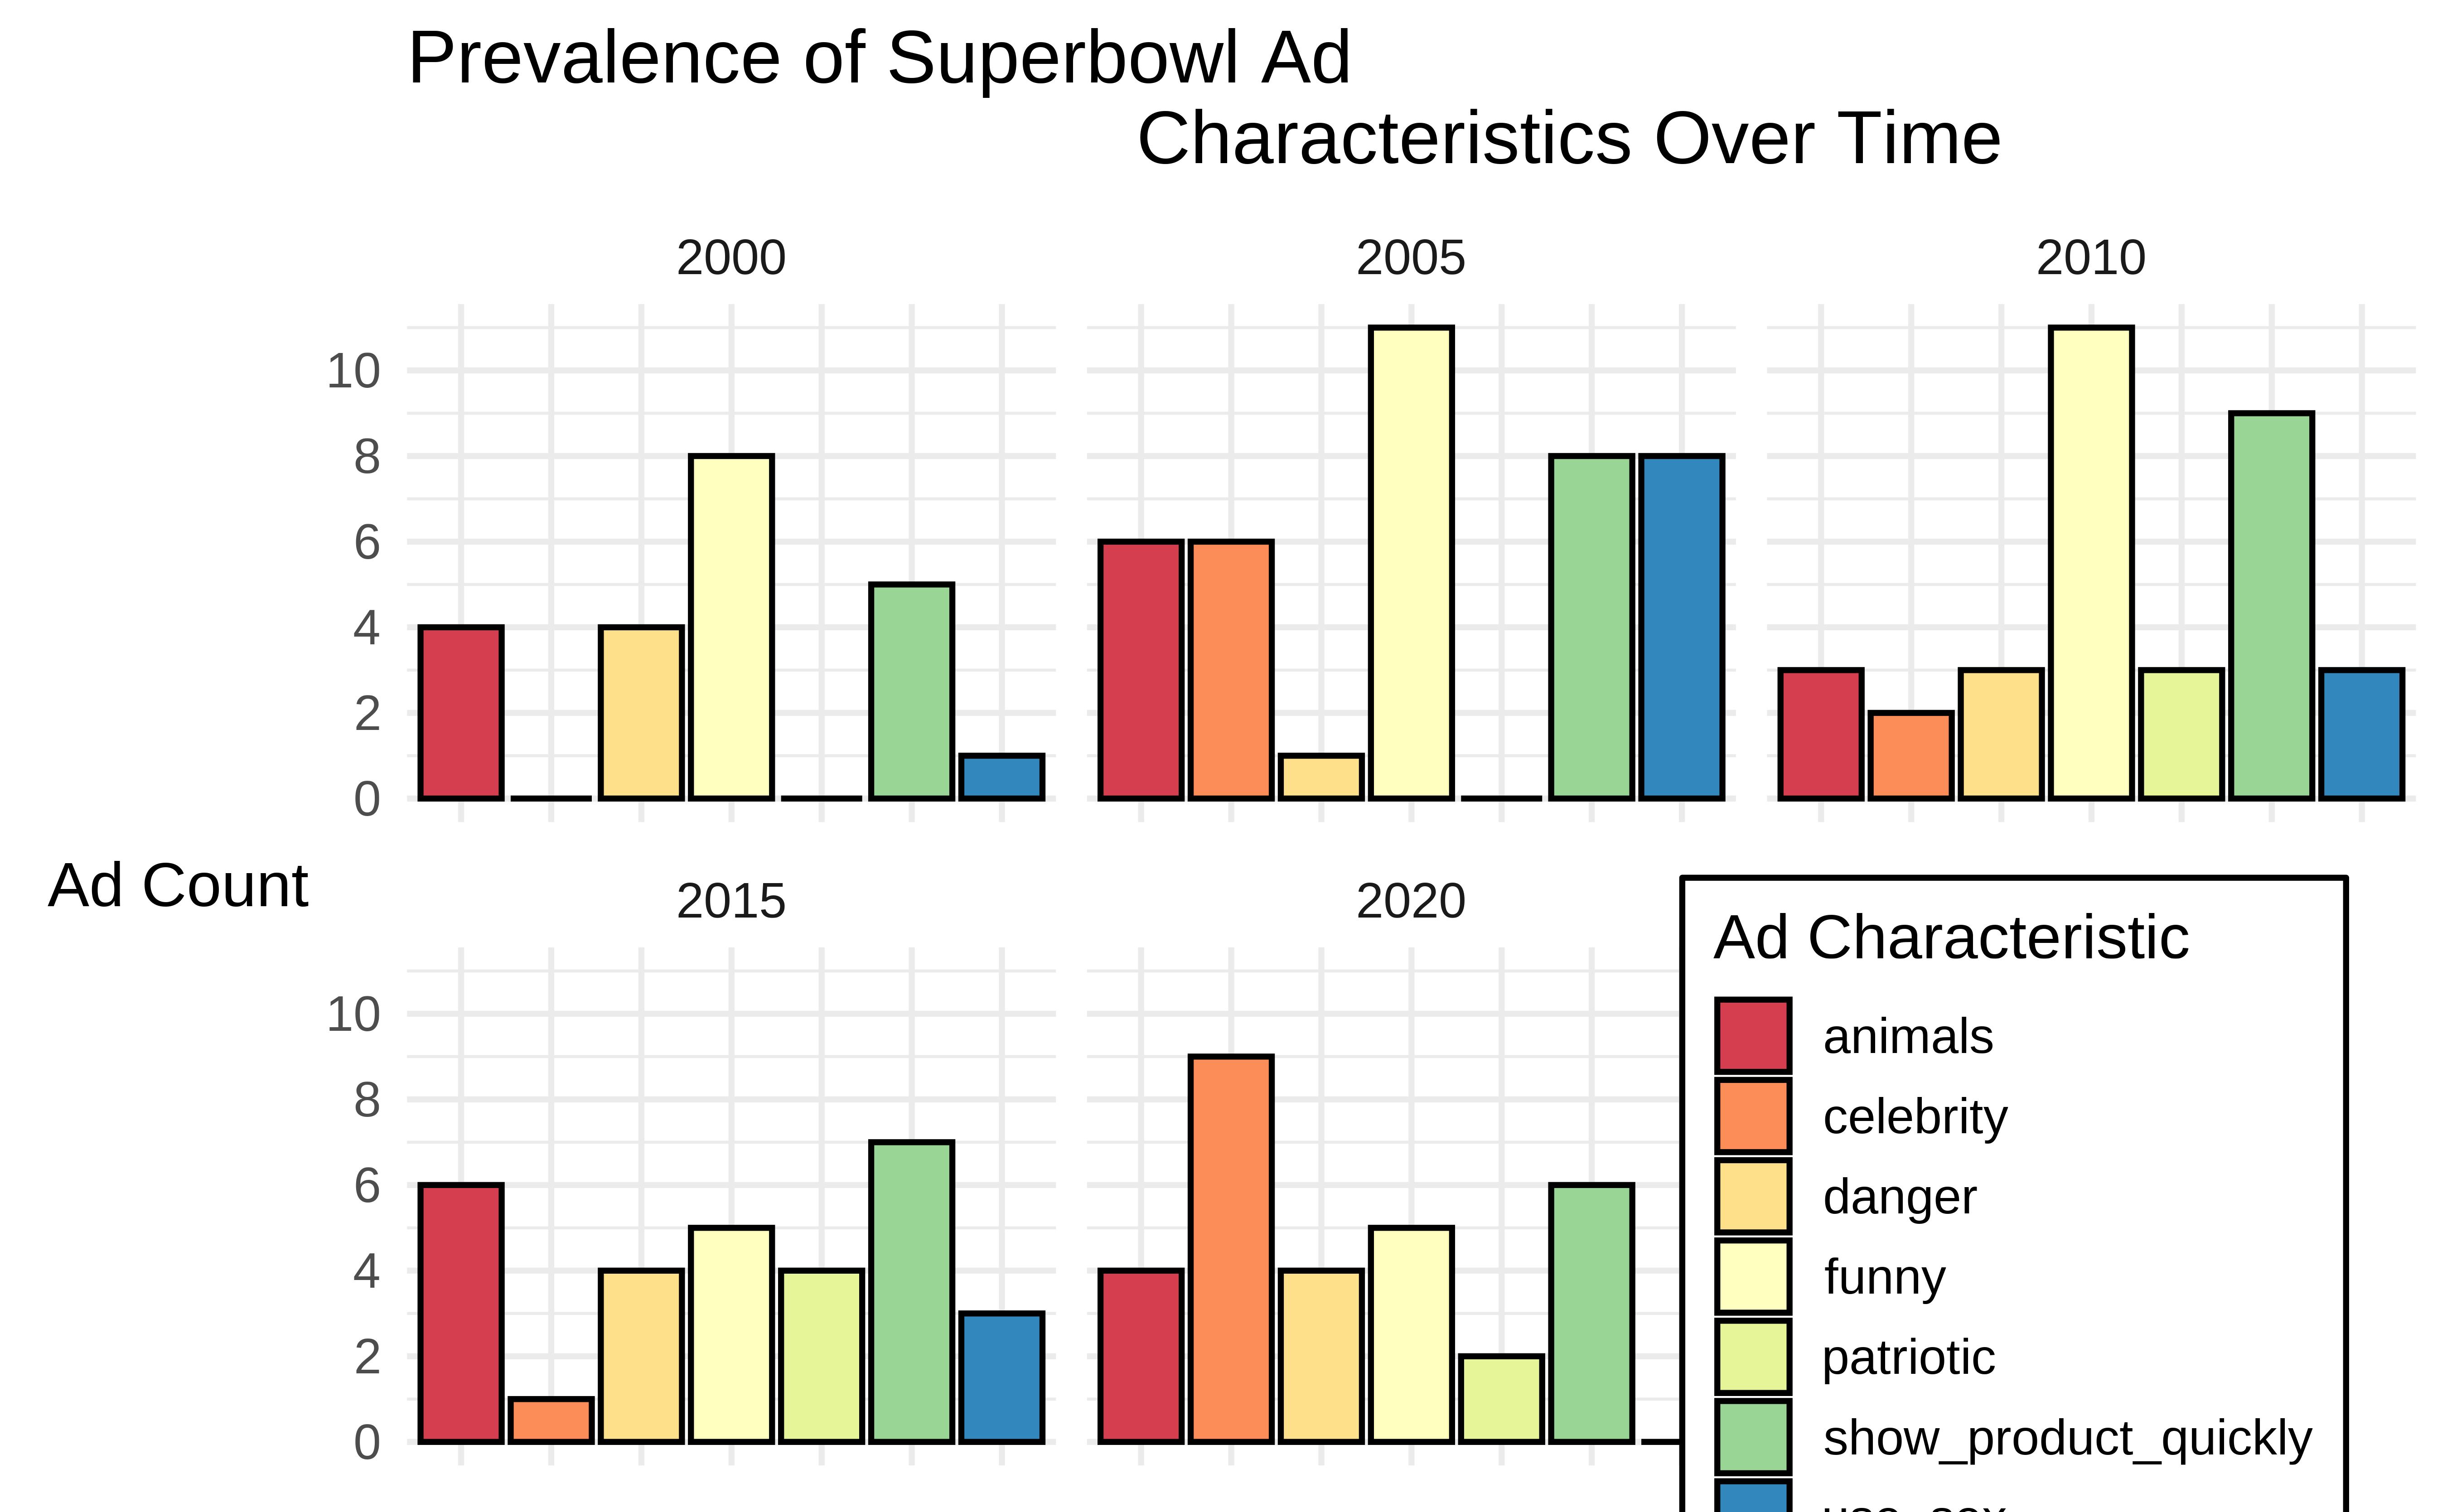 Prevalence of Superbowl Ad
Characteristics Over Time
2000
2005
2010
10
8
6
4
2
0
Ad Count
2015
2020
10
8
6
4
2
0
Ad Characteristic
animals
celebrity
danger
funny
patriotic
show_product_quickly